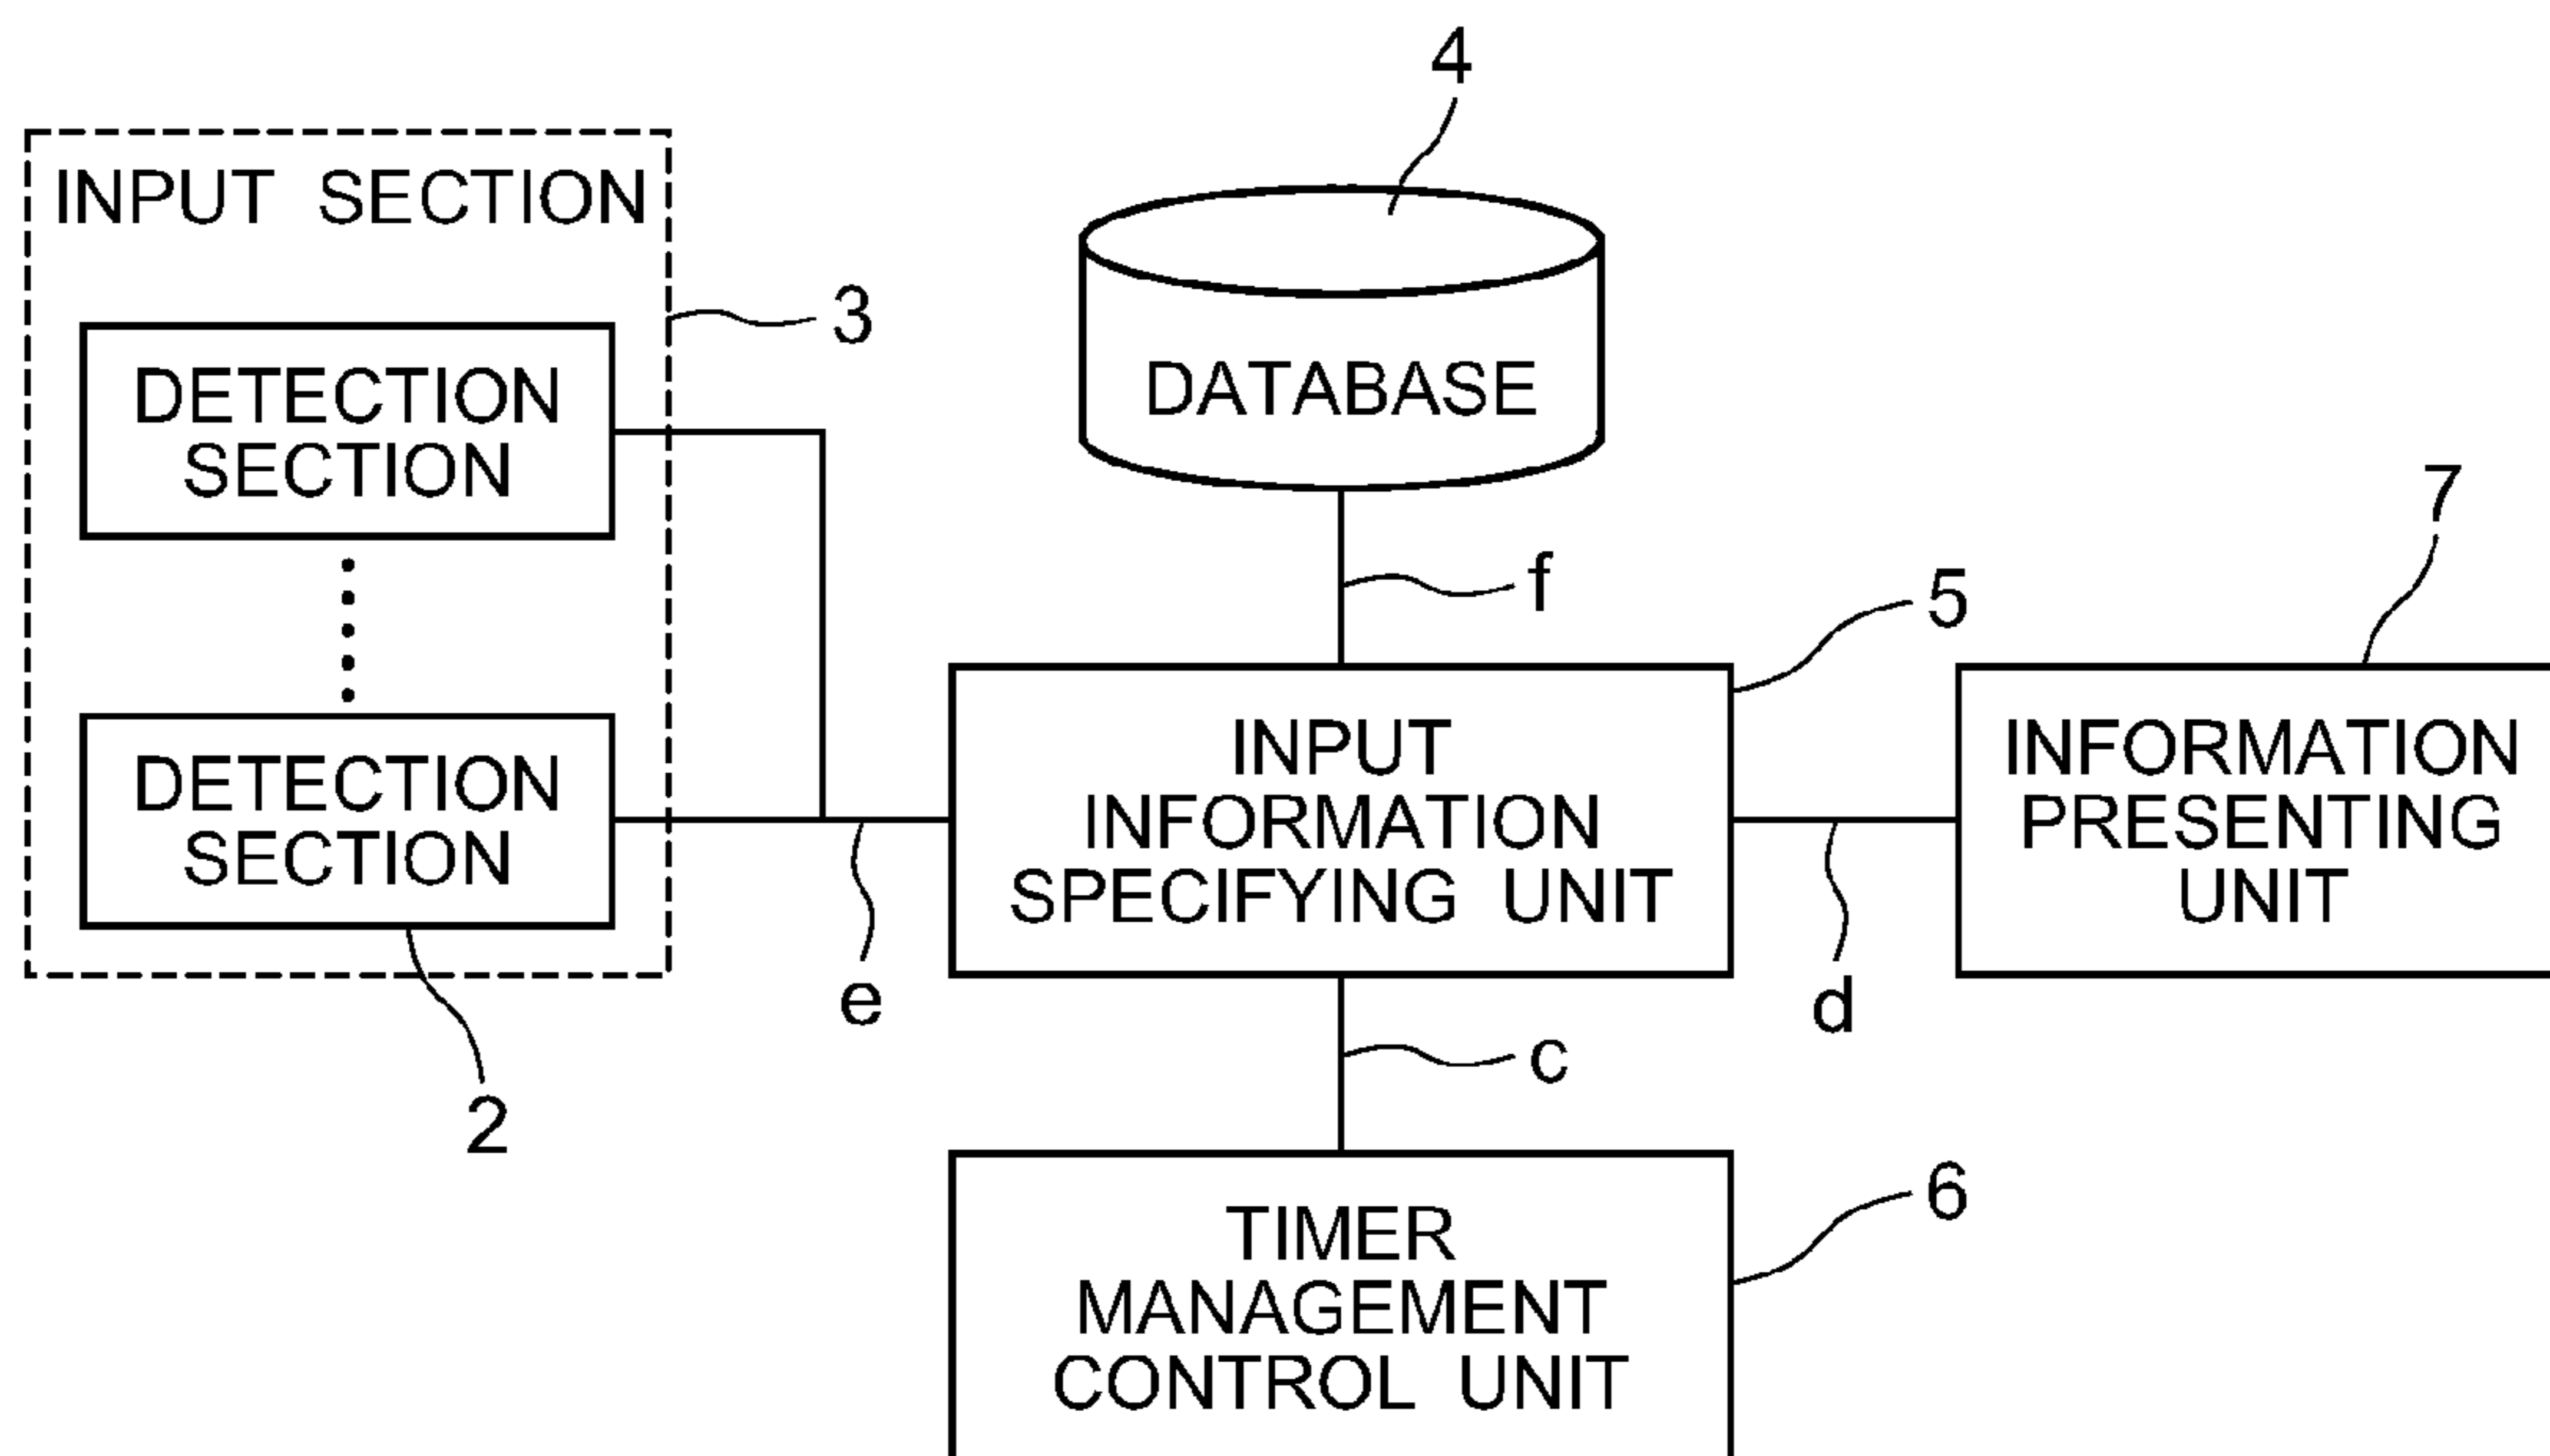 4
INPUT SECTION
3
DETECTION
SECTION
DATABASE
7
f
5
DETECTION
SECTION
INPUT
INFORMATION
SPECIFYING UNIT
INFORMATION
PRESENTING
UNIT
e
d
c
2
6
TIMER
MANAGEMENT
CONTROL UNIT